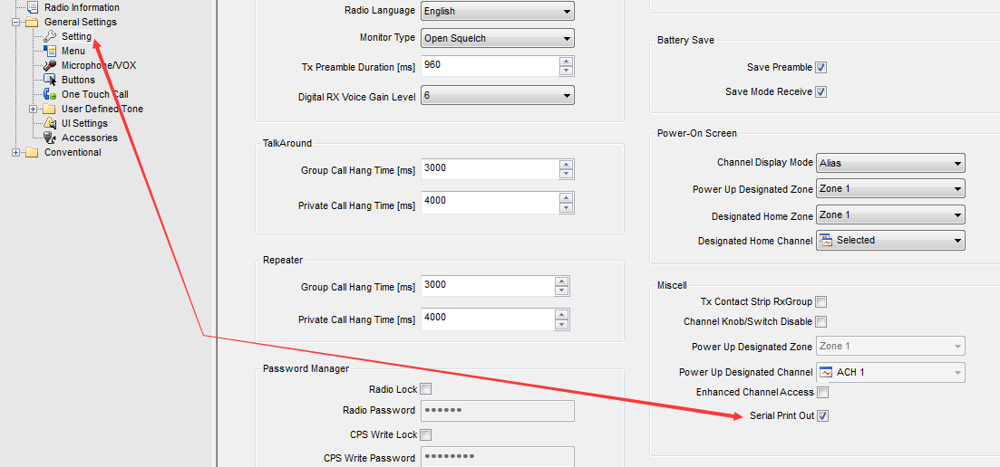 Radio Information
General Settings
Setting
Menu
Microphone/VOX
Buttons
One Touch Call
User Defined Tone
UI Settings
Accessories
Conventional
Radio Language English
Monitor Type Open Squelch
Tx Preamble Duration [ms] 960
Digital RX Voice Gain Level 6
TalkAround
Group Call Hang Time [ms] 3000
Private Call Hang Time [ms] 4000
Repeater
Group Call Hang Time [ms] 3000
Private Call Hang Time [ms] 4000
Password Manager
Radio Lock
Radio Password ••••••
CPS Write Lock
CPS Write Password ••••••••
Battery Save
Save Preamble
Save Mode Receive
Power-On Screen
Channel Display Mode Alias
Power Up Designated Zone Zone 1
Designated Home Zone Zone 1
Designated Home Channel Selected
Miscell
Tx Contact Strip RxGroup
Channel Knob/Switch Disable
Power Up Designated Zone Zone 1
Power Up Designated Channel ACH 1
Enhanced Channel Access
Serial Print Out